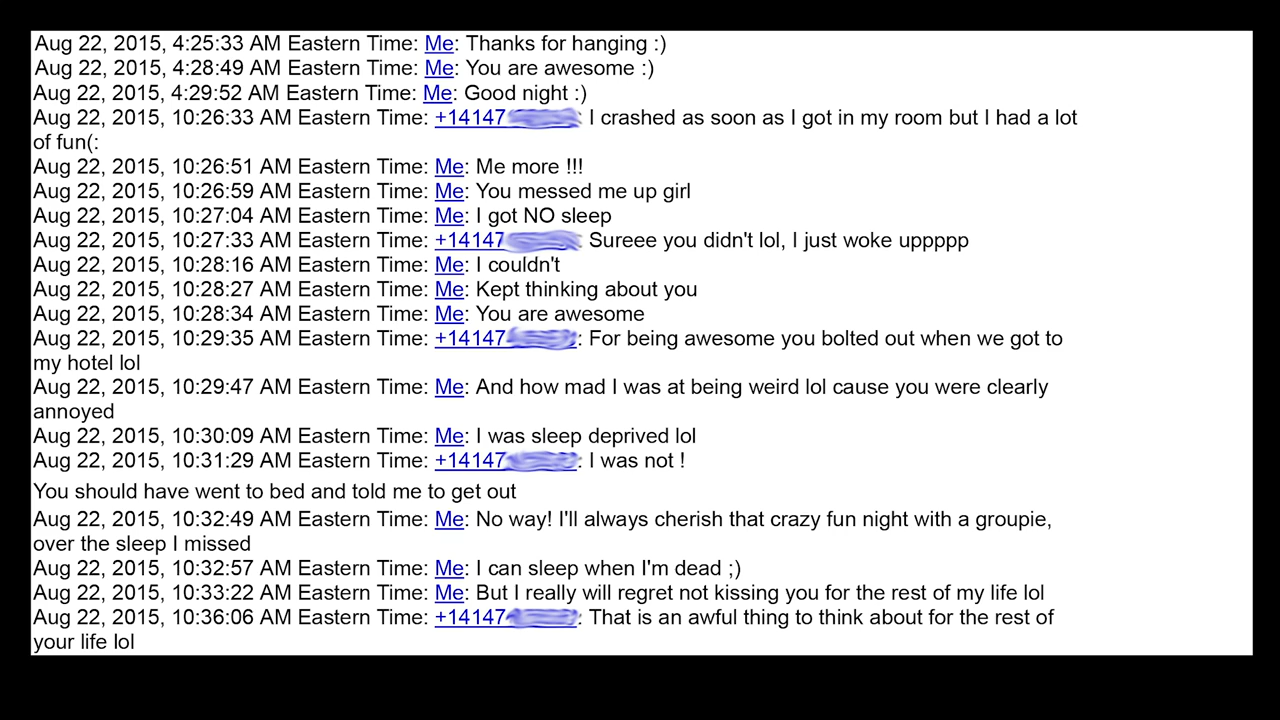 Aug 22, 2015, 4:25:33 AM Eastern Time: Me: Thanks for hanging :)
Aug 22, 2015, 4:28:49 AM Eastern Time: Me: You are awesome :)
Aug 22, 2015, 4:29:52 AM Eastern Time: Me: Good night :)
Aug 22, 2015, 10:26:33 AM Eastern Time: +14147 : I crashed as soon as I got in my room but I had a lot
of fun(:
Aug 22, 2015, 10:26:51 AM Eastern Time: Me: Me more !!!
Aug 22, 2015, 10:26:59 AM Eastern Time: Me: You messed me up girl
Aug 22, 2015, 10:27:04 AM Eastern Time: Me: I got NO sleep
Aug 22, 2015, 10:27:33 AM Eastern Time: +14147 : Sureee you didn't lol, I just woke uppppp
Aug 22, 2015, 10:28:16 AM Eastern Time: Me: I couldn't
Aug 22, 2015, 10:28:27 AM Eastern Time: Me: Kept thinking about you
Aug 22, 2015, 10:28:34 AM Eastern Time: Me: You are awesome
Aug 22, 2015, 10:29:35 AM Eastern Time: +14147 : For being awesome you bolted out when we got to
my hotel lol
Aug 22, 2015, 10:29:47 AM Eastern Time: Me: And how mad I was at being weird lol cause you were clearly
annoyed
Aug 22, 2015, 10:30:09 AM Eastern Time: Me: I was sleep deprived lol
Aug 22, 2015, 10:31:29 AM Eastern Time: +14147 : I was not !
You should have went to bed and told me to get out
Aug 22, 2015, 10:32:49 AM Eastern Time: Me: No way! I'll always cherish that crazy fun night with a groupie,
over the sleep I missed
Aug 22, 2015, 10:32:57 AM Eastern Time: Me: I can sleep when I'm dead ;)
Aug 22, 2015, 10:33:22 AM Eastern Time: Me: But I really will regret not kissing you for the rest of my life lol
Aug 22, 2015, 10:36:06 AM Eastern Time: +14147 : That is an awful thing to think about for the rest of
your life lol